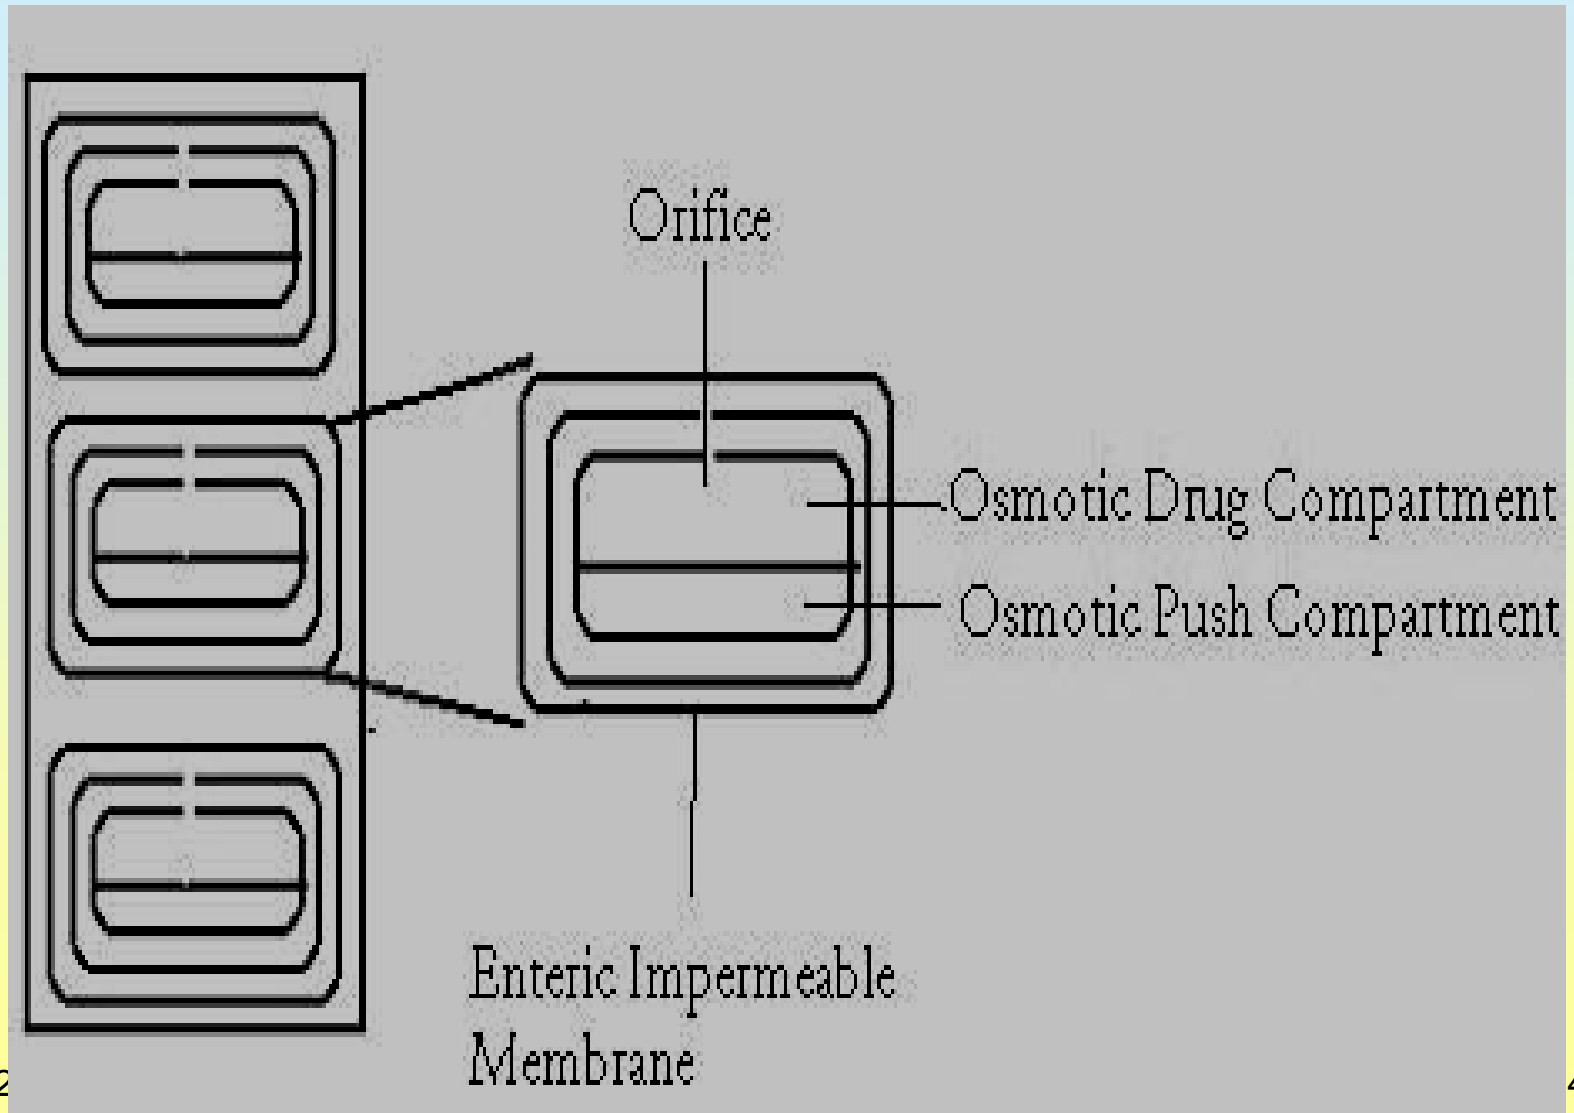 Orifice
Osmotic Drug Compartment
Osmotic Push Compartment
Enteric Impermeable
Membrane